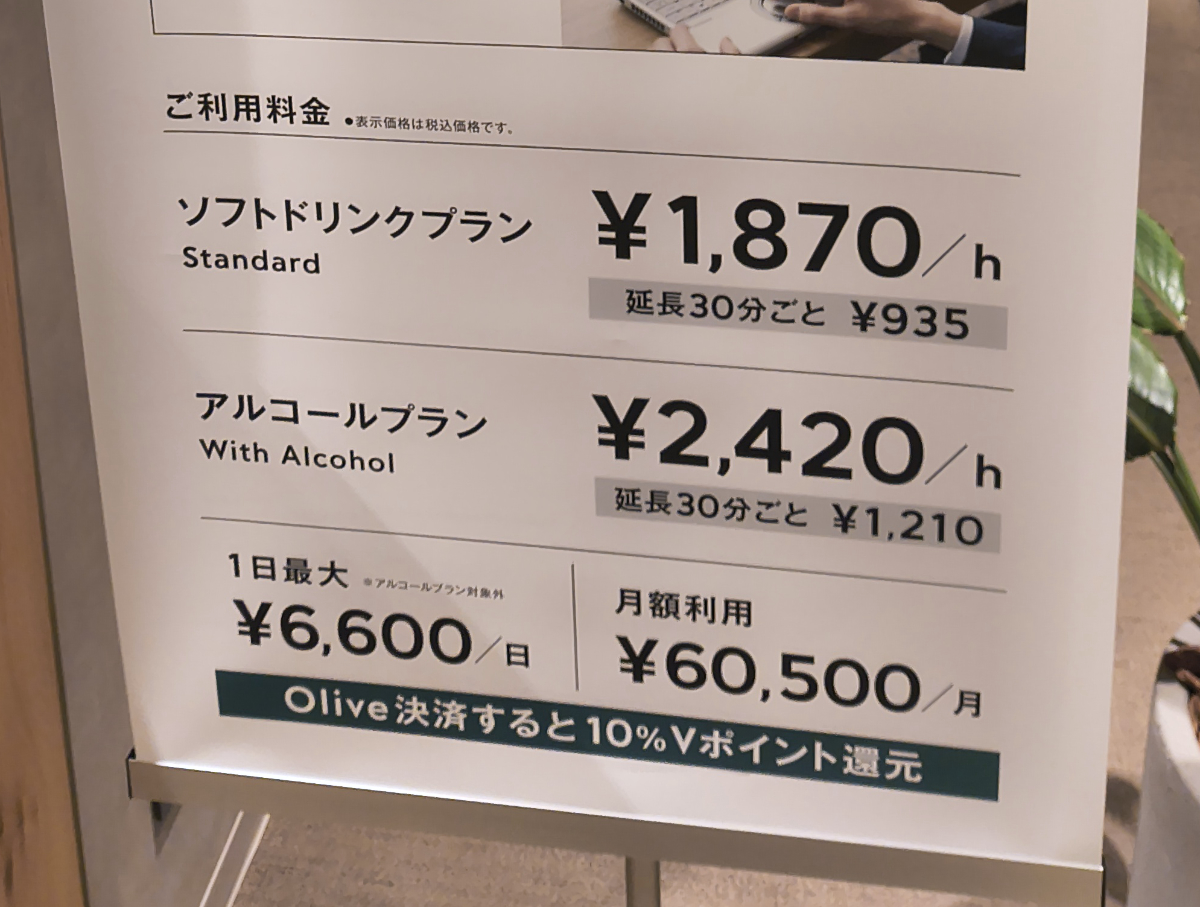 ご利用料金 ●表示価格は税込価格です。
ソフトドリンクプラン
Standard
¥1,870/h
延長30分ごと ¥935
アルコールプラン
With Alcohol
¥2,420/h
延長30分ごと ¥1,210
1日最大 ※アルコールプラン対象外
¥6,600/日
月額利用
¥60,500/月
Olive決済すると10%Vポイント還元